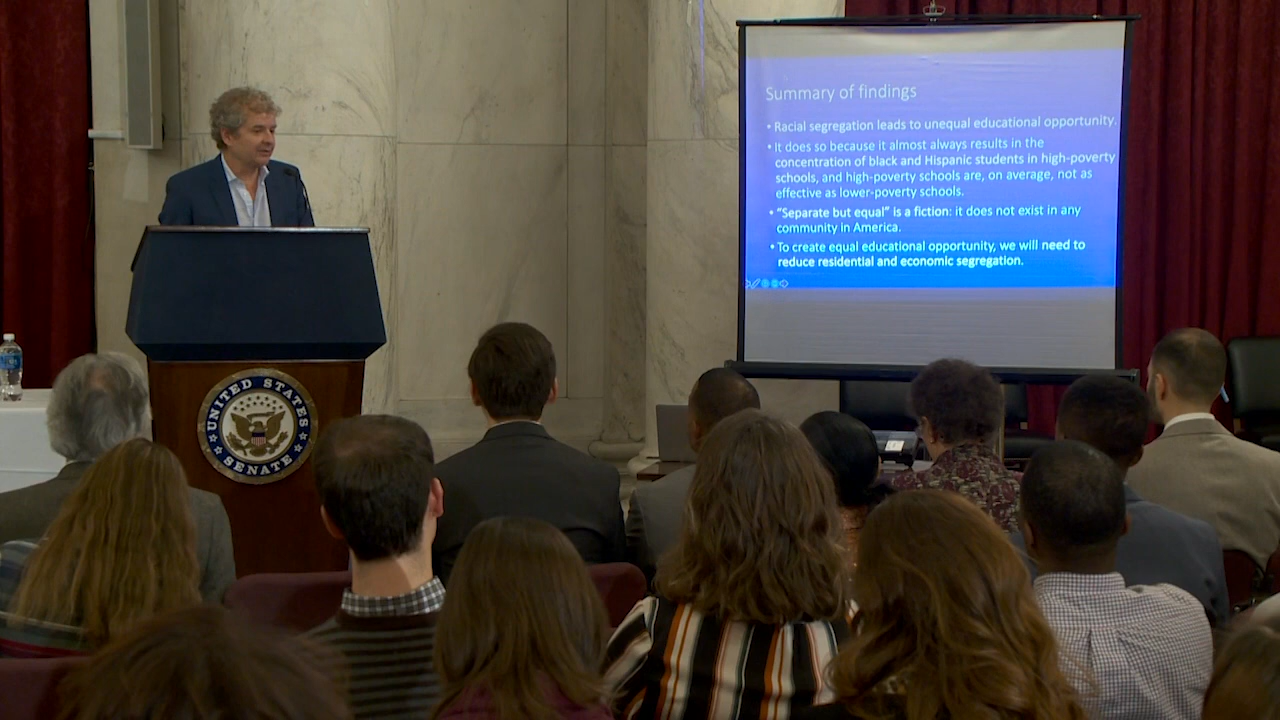 Summary of findings
• Racial segregation leads to unequal educational opportunity.
• It does so because it almost always results in the
concentration of black and Hispanic students in high-poverty
schools, and high-poverty schools are, on average, not as
effective as lower-poverty schools.
• "Separate but equal" is a fiction: it does not exist in any
community in America.
• To create equal educational opportunity, we will need to
reduce residential and economic segregation.
UNITED STATES
SENATE